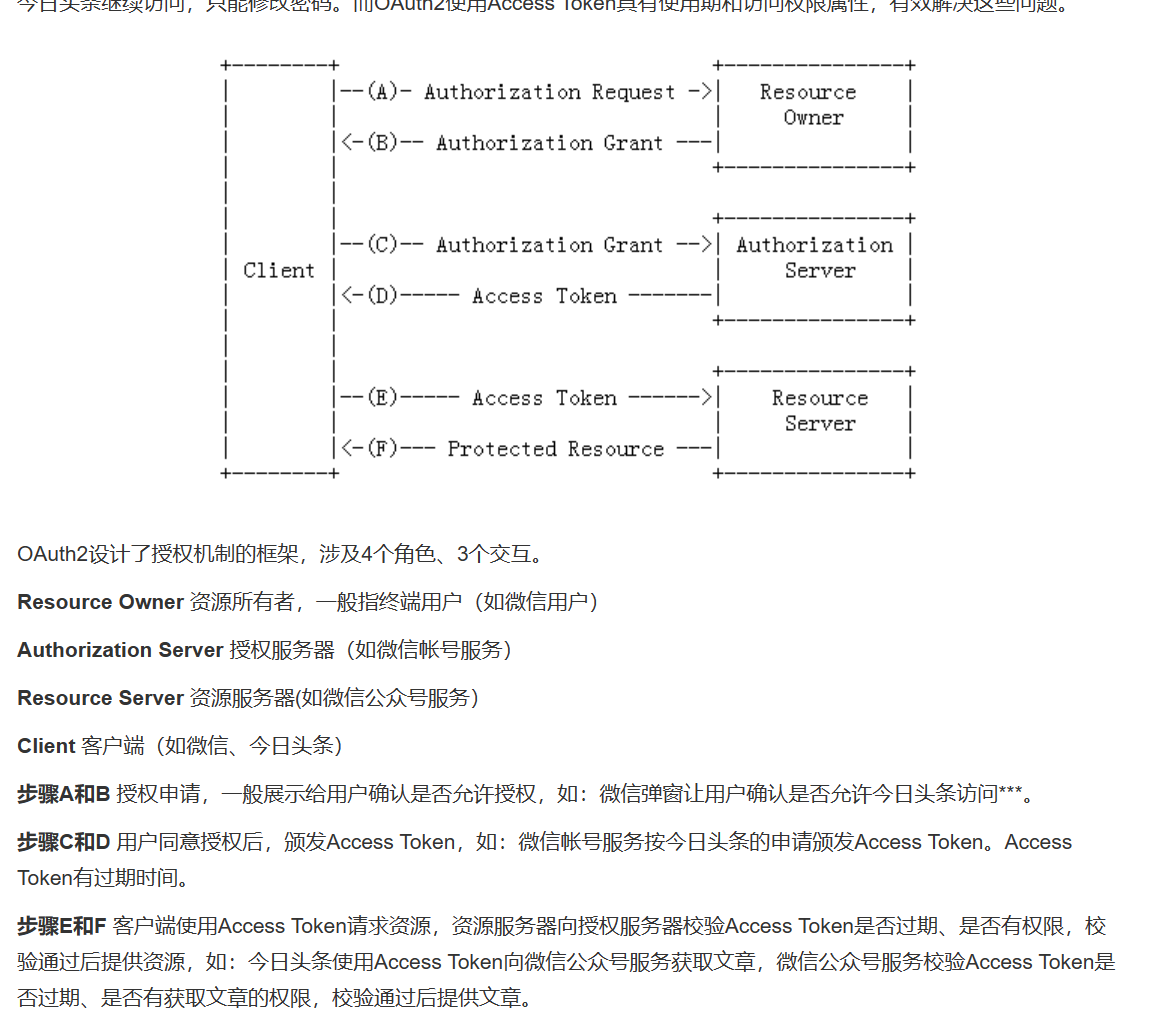 今日头条继续访问，只能修改密码。而OAuth2使用Access Token具有使用期和访问权限属性，有效解决这些问题。
+--------+                               +---------------+
|        |--(A)- Authorization Request ->|   Resource    |
|        |                               |     Owner     |
|        |<-(B)-- Authorization Grant ---|               |
|        |                               +---------------+
|        |
|        |                               +---------------+
|        |--(C)-- Authorization Grant -->| Authorization |
| Client |                               |     Server    |
|        |<-(D)----- Access Token -------|               |
|        |                               +---------------+
|        |
|        |                               +---------------+
|        |--(E)----- Access Token ------>|    Resource   |
|        |                               |     Server    |
|        |<-(F)--- Protected Resource ---|               |
+--------+                               +---------------+
OAuth2设计了授权机制的框架，涉及4个角色、3个交互。
Resource Owner 资源所有者，一般指终端用户（如微信用户）
Authorization Server 授权服务器（如微信帐号服务）
Resource Server 资源服务器(如微信公众号服务）
Client 客户端（如微信、今日头条）
步骤A和B 授权申请，一般展示给用户确认是否允许授权，如：微信弹窗让用户确认是否允许今日头条访问***。
步骤C和D 用户同意授权后，颁发Access Token，如：微信帐号服务按今日头条的申请颁发Access Token。Access
Token有过期时间。
步骤E和F 客户端使用Access Token请求资源，资源服务器向授权服务器校验Access Token是否过期、是否有权限，校
验通过后提供资源，如：今日头条使用Access Token向微信公众号服务获取文章，微信公众号服务校验Access Token是
否过期、是否有获取文章的权限，校验通过后提供文章。